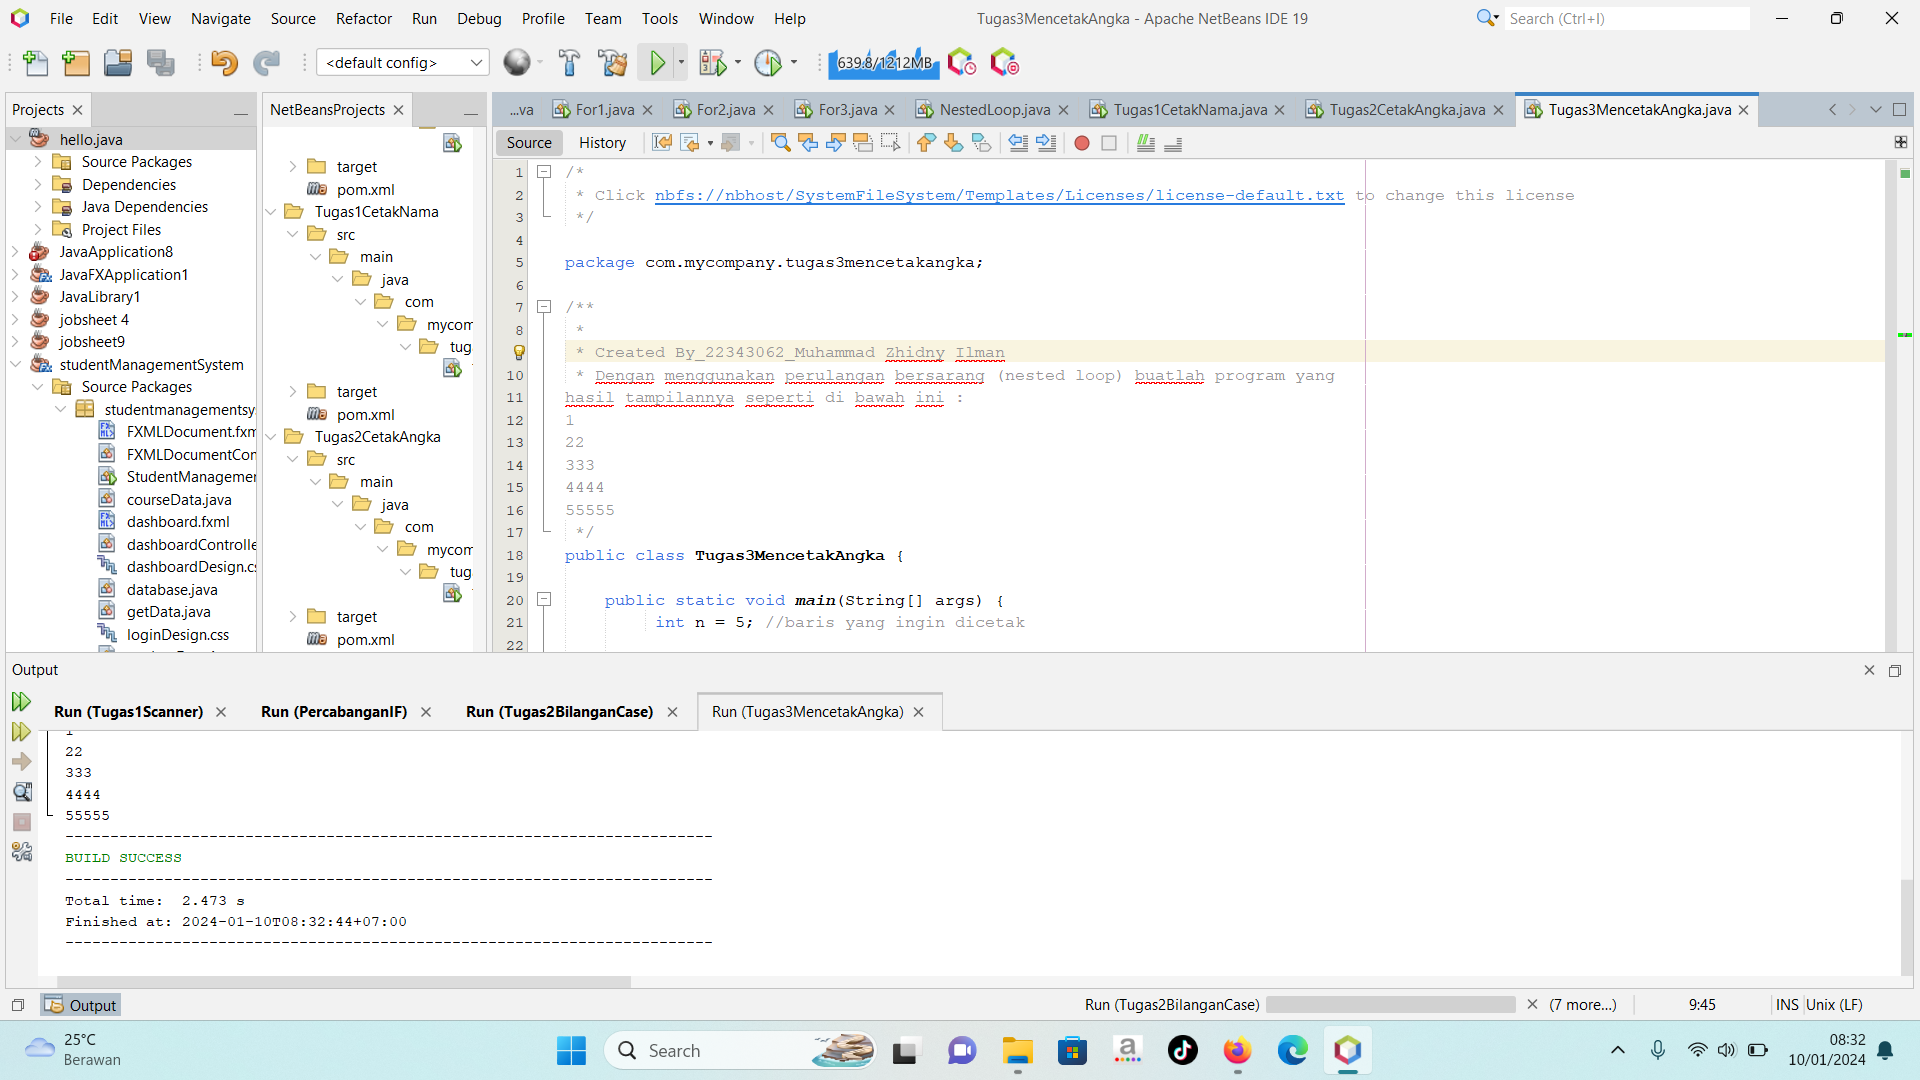 File Edit View Navigate Source Refactor Run Debug Profile Team Tools Window Help
Tugas3MencetakAngka - Apache NetBeans IDE 19
Search (Ctrl+I)
<default config>
639.8/1212MB
Projects
NetBeansProjects
...va
For1.java
For2.java
For3.java
NestedLoop.java
Tugas1CetakNama.java
Tugas2CetakAngka.java
Tugas3MencetakAngka.java
hello.java
Source Packages
Dependencies
Java Dependencies
Project Files
JavaApplication8
JavaFXApplication1
JavaLibrary1
jobsheet 4
jobsheet9
studentManagementSystem
Source Packages
studentmanagementsy
FXMLDocument.fxm
FXMLDocumentCon
StudentManagemer
courseData.java
dashboard.fxml
dashboardControlle
dashboardDesign.cs
database.java
getData.java
loginDesign.css
target
pom.xml
Tugas1CetakNama
src
main
java
com
mycom
tug
target
pom.xml
Tugas2CetakAngka
src
main
java
com
mycom
tug
target
pom.xml
Source History
1 /*
2 * Click nbfs://nbhost/SystemFileSystem/Templates/Licenses/license-default.txt to change this license
3 */
4
5 package com.mycompany.tugas3mencetakangka;
6
7 /**
8 *
* Created By_22343062_Muhammad Zhidny Ilman
10 * Dengan menggunakan perulangan bersarang (nested loop) buatlah program yang
11 hasil tampilannya seperti di bawah ini :
12 1
13 22
14 333
15 4444
16 55555
17 */
18 public class Tugas3MencetakAngka {
19
20 public static void main(String[] args) {
21 int n = 5; //baris yang ingin dicetak
22
Output
Run (Tugas1Scanner)
Run (PercabanganIF)
Run (Tugas2BilanganCase)
Run (Tugas3MencetakAngka)
1
22
333
4444
55555
------------------------------------------------------------------------
BUILD SUCCESS
------------------------------------------------------------------------
Total time:  2.473 s
Finished at: 2024-01-10T08:32:44+07:00
------------------------------------------------------------------------
Output
Run (Tugas2BilanganCase)
(7 more...)
9:45
INS
Unix (LF)
25°C
Berawan
Search
08:32
10/01/2024